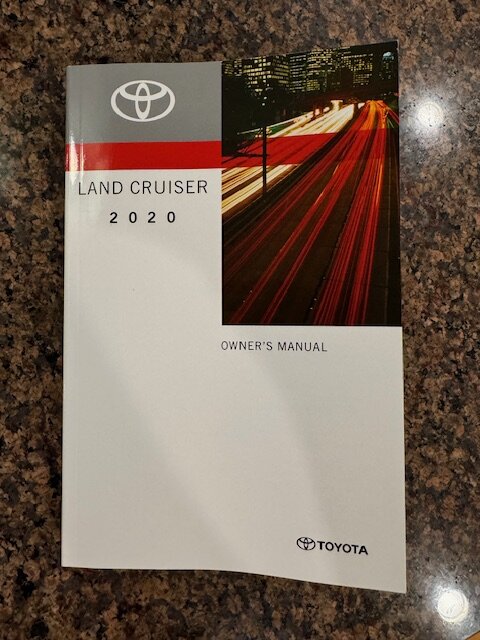 LAND CRUISER
2020
OWNER'S MANUAL
TOYOTA